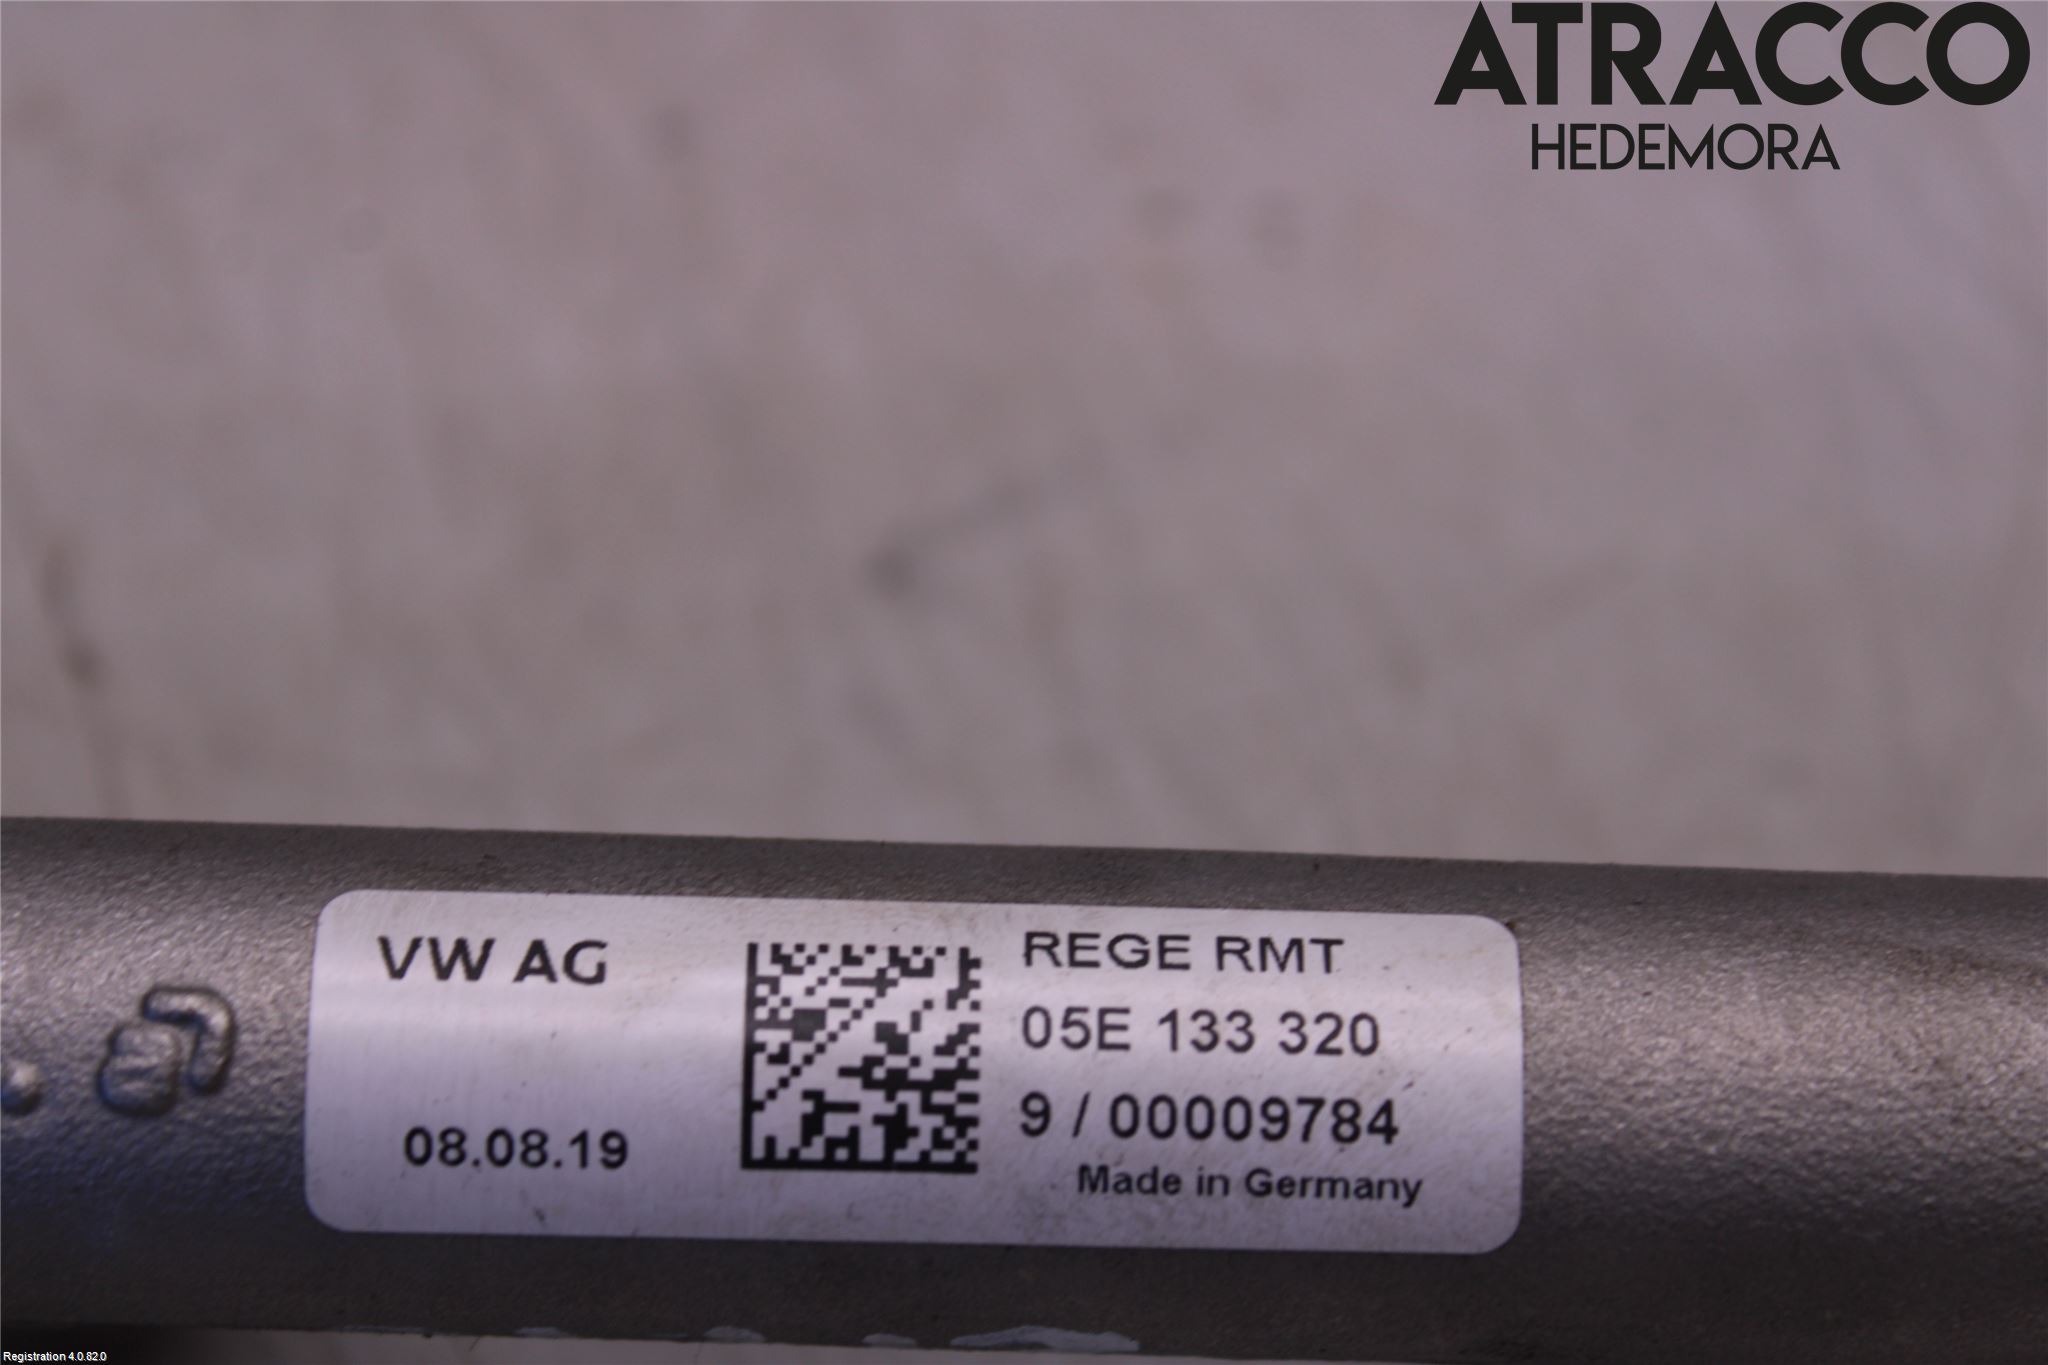 ATRACCO
HEDEMORA
VW AG
08.08.19
REGE RMT
05E 133 320
9 / 00009784
Made in Germany
Registration 4.0.82.0